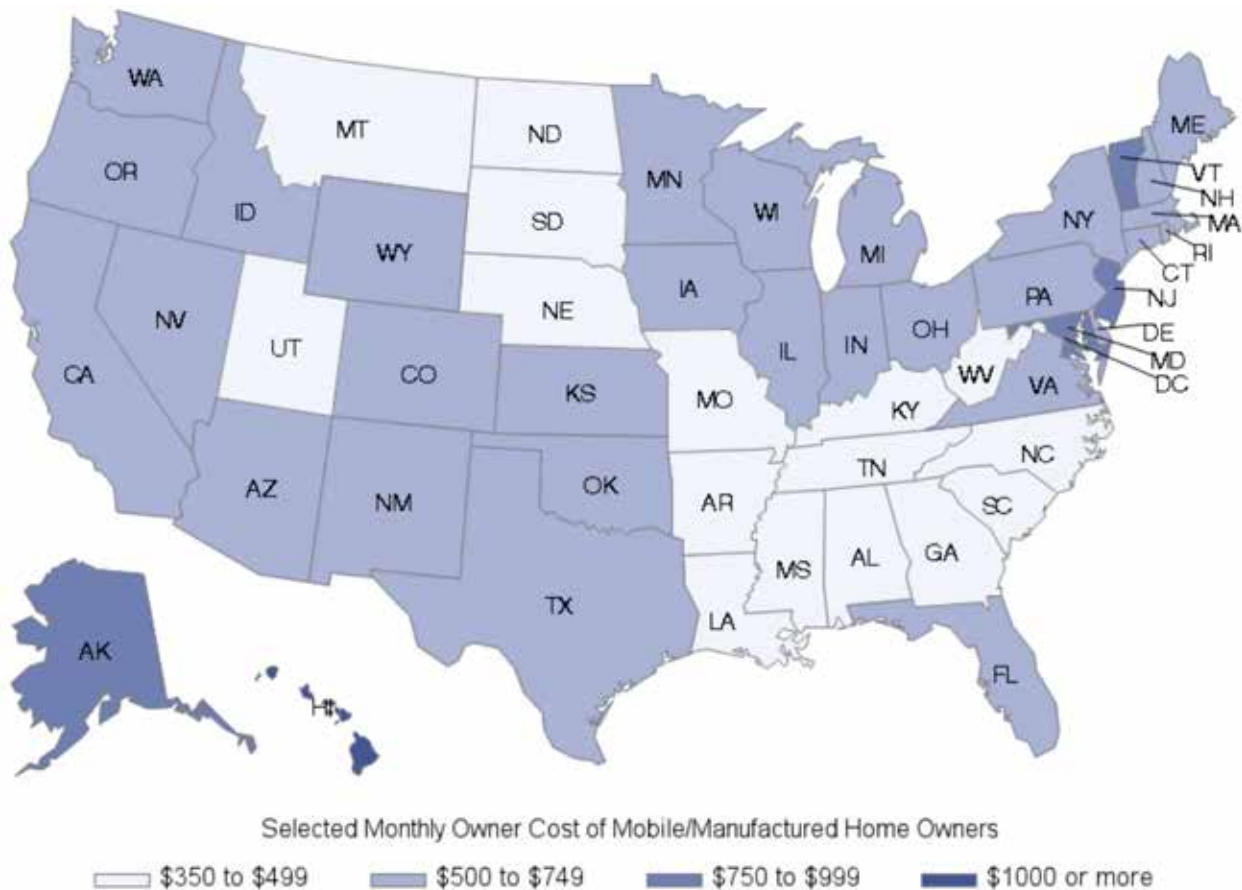 WA
MT
ND
ME
OR
MN
VT
ID
SD
WI
NH
NY
MA
WY
MI
RI
CT
IA
PA
NJ
NE
NV
OH
DE
UT
IL
IN
MD
CA
CO
WV
DC
KS
VA
MO
KY
NC
TN
AZ
OK
NM
AR
SC
MS
AL
GA
TX
LA
AK
FL
Selected Monthly Owner Cost of Mobile/Manufactured Home Owners
$350 to $499
$500 to $749
$750 to $999
$1000 or more